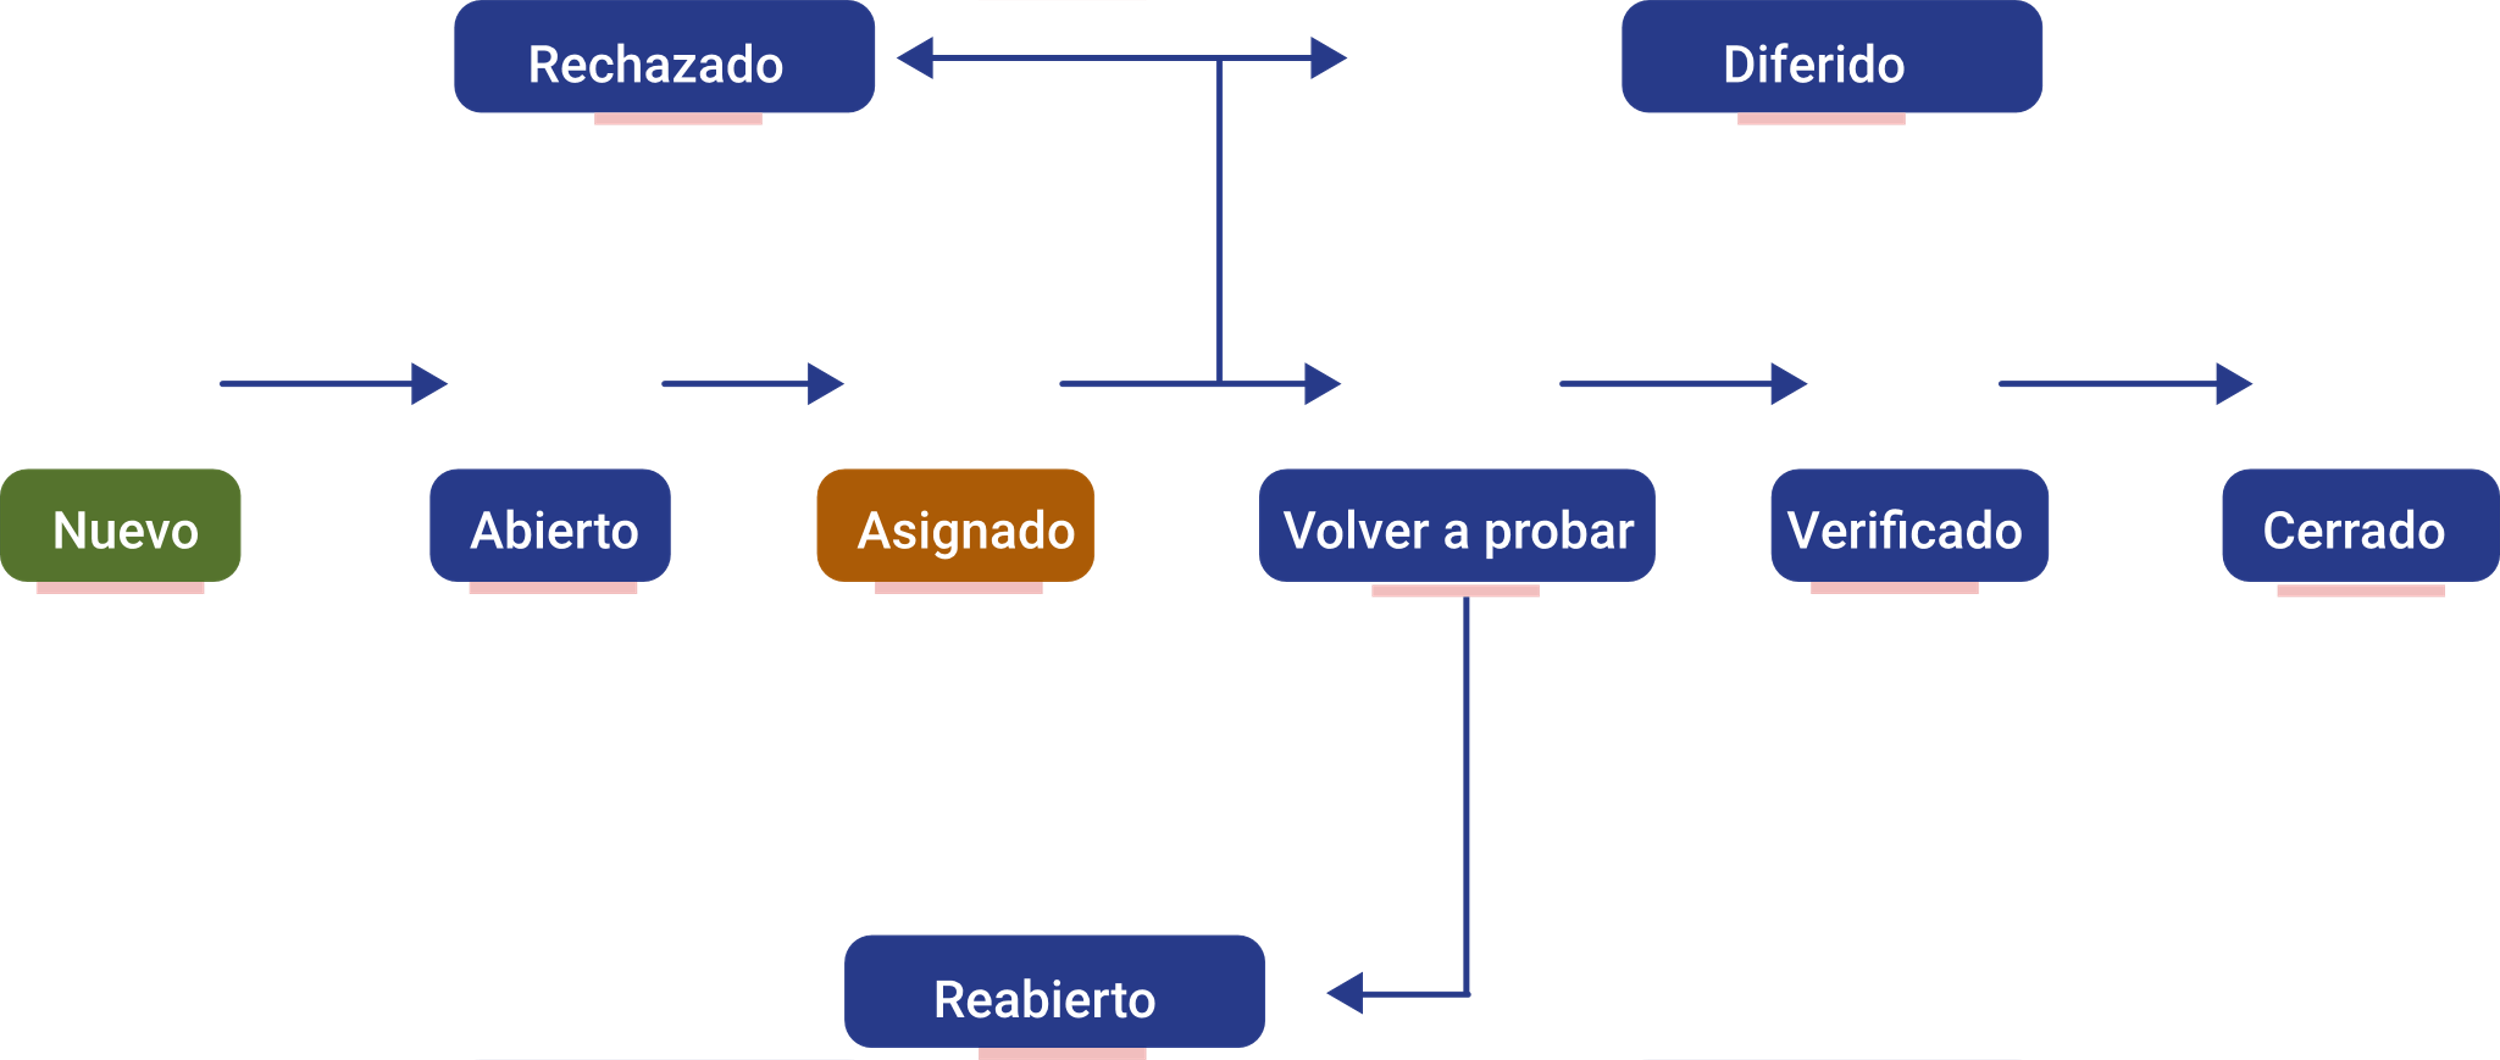 Rechazado
Diferido
Nuevo
Abierto
Asignado
Volver a probar
Verificado
Cerrado
Reabierto